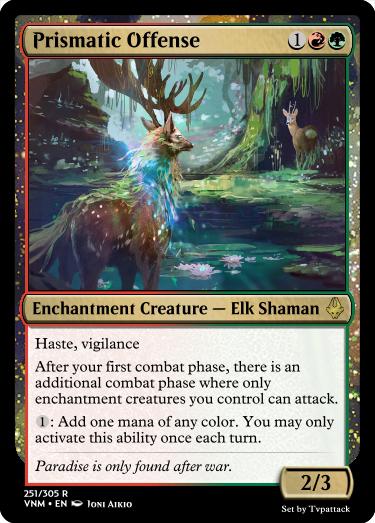 Prismatic Offense 1
Enchantment Creature — Elk Shaman
Haste, vigilance
After your first combat phase, there is an
additional combat phase where only
enchantment creatures you control can attack.
1: Add one mana of any color. You may only
activate this ability once each turn.
Paradise is only found after war.
2/3
251/305 R
VNM • EN Joni Aikio
Set by Tvpattack